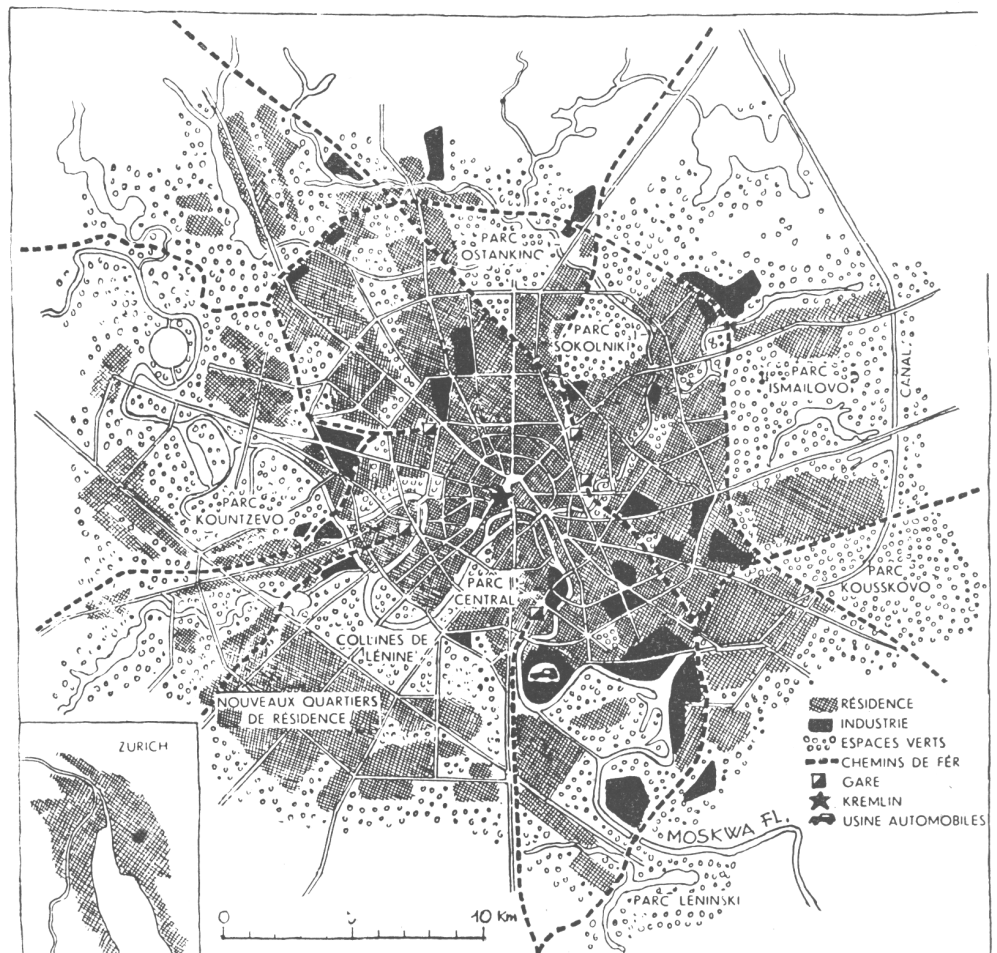 PARC
OSTANKINC
PARC
SOKOLNIKI
PARC
ISMAILOVO
CANAL
PARC
KOUNTZEVO
PARC
CENTRAL
PARC
KOUSSKOVO
COLLINES DE
LÉNINE
NOUVEAUX QUARTIERS
DE RÉSIDENCE
ZURICH
RÉSIDENCE
INDUSTRIE
ESPACES VERTS
CHEMINS DE FÉR
GARE
KREMLIN
USINE AUTOMOBILES
MOSKWA FL.
PARC LENINSKI
0
10 Km